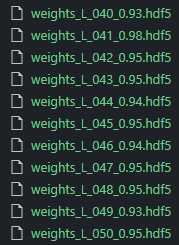 weights_L_040_0.93.hdf5
weights_L_041_0.98.hdf5
weights_L_042_0.95.hdf5
weights_L_043_0.95.hdf5
weights_L_044_0.94.hdf5
weights_L_045_0.95.hdf5
weights_L_046_0.94.hdf5
weights_L_047_0.95.hdf5
weights_L_048_0.95.hdf5
weights_L_049_0.93.hdf5
weights_L_050_0.95.hdf5